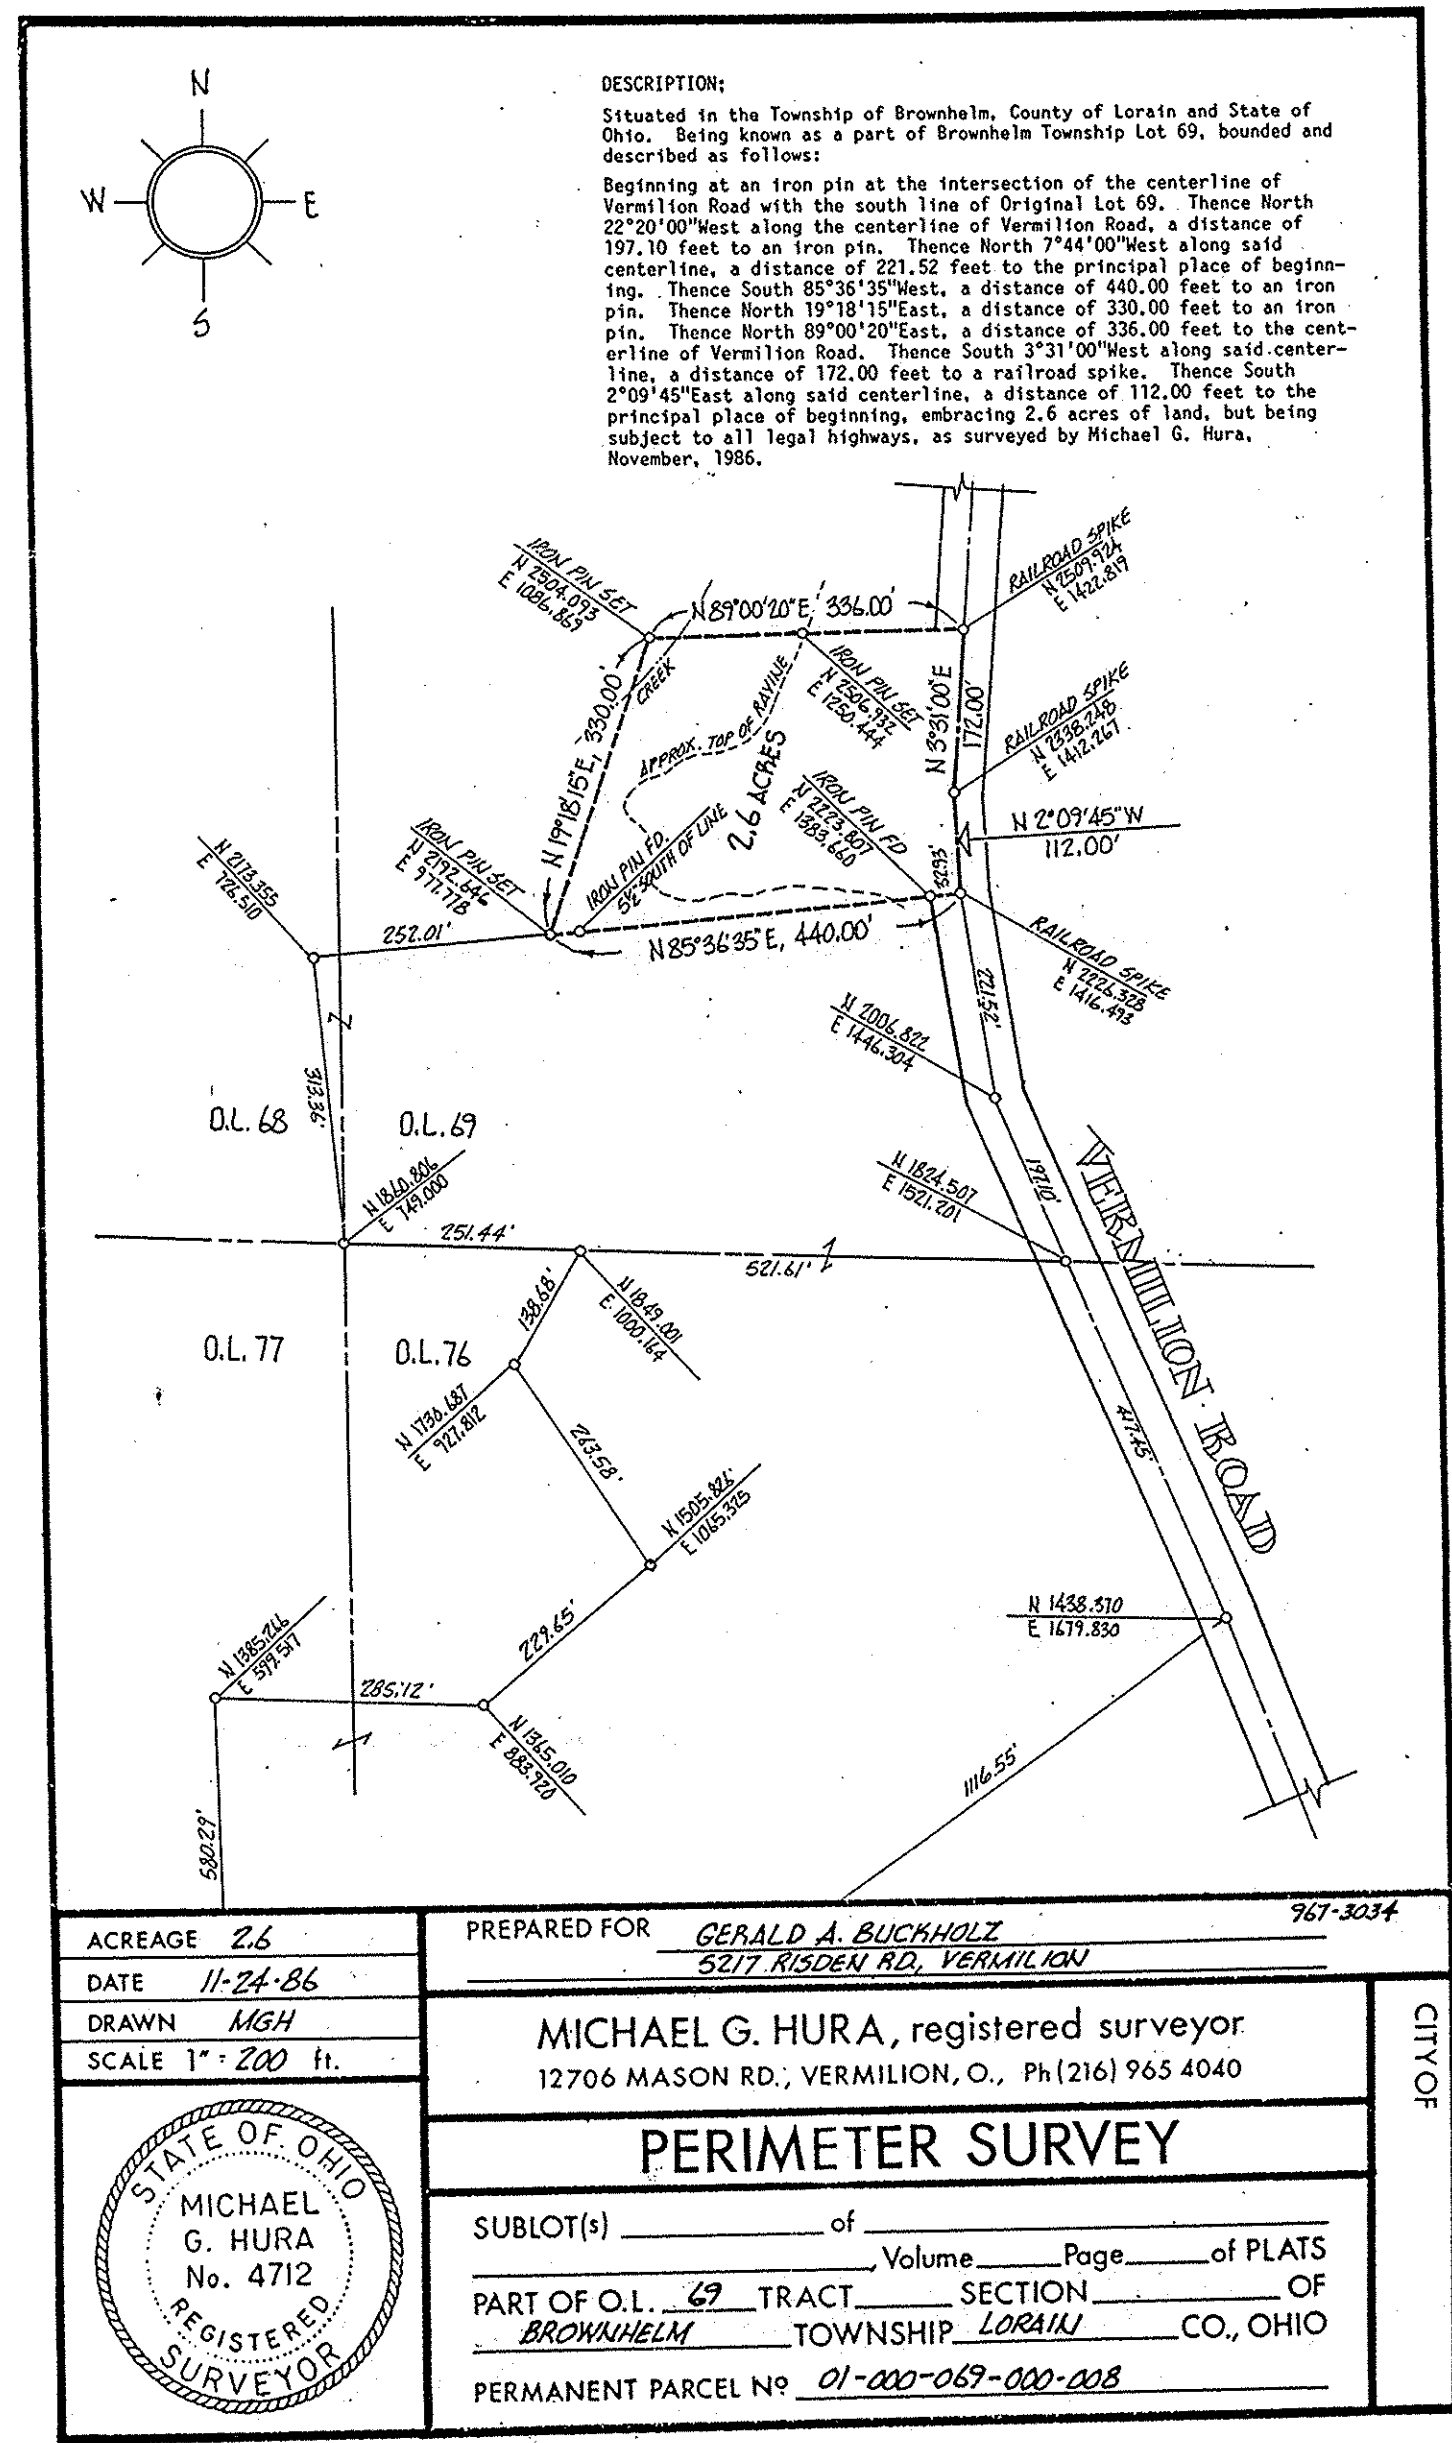 N
W
E
S
DESCRIPTION;
Situated in the Township of Brownhelm, County of Lorain and State of
Ohio. Being known as a part of Brownhelm Township Lot 69, bounded and
described as follows:
Beginning at an iron pin at the intersection of the centerline of
Vermilion Road with the south line of Original Lot 69. Thence North
22°20'00"West along the centerline of Vermilion Road, a distance of
197.10 feet to an iron pin. Thence North 7°44'00"West along said
centerline, a distance of 221.52 feet to the principal place of beginn-
ing. Thence South 85°36'35"West, a distance of 440.00 feet to an iron
pin. Thence North 19°18'15"East, a distance of 330.00 feet to an iron
pin. Thence North 89°00'20"East, a distance of 336.00 feet to the cent-
erline of Vermilion Road. Thence South 3°31'00"West along said center-
line, a distance of 172.00 feet to a railroad spike. Thence South
2°09'45"East along said centerline, a distance of 112.00 feet to the
principal place of beginning, embracing 2.6 acres of land, but being
subject to all legal highways, as surveyed by Michael G. Hura,
November, 1986.
IRON PIN SET
N 2504.093
E 1086.869
N 89°00'20" E, 336.00'
RAILROAD SPIKE
N 2509.924
E 1422.819
N 19°18'15" E, 330.00'
CREEK
APPROX. TOP OF RAVINE
IRON PIN SET
N 2506.932
E 1250.444
N 3°31'00" E
172.00'
RAILROAD SPIKE
N 2338.248
E 1412.267
2.6 ACRES
IRON PIN FD
N 2223.807
E 1383.660
N 2°09'45" W
112.00'
32.93'
IRON PIN SET
N 2192.646
E 977.778
IRON PIN FD.
5½" SOUTH OF LINE
N 2173.355
E 726.510
252.01'
N 85°36'35" E, 440.00'
RAILROAD SPIKE
N 2226.328
E 1416.493
221.52'
N 2006.822
E 1446.304
313.36'
O.L. 68
O.L. 69
N 1860.806
E 749.000
197.10'
N 1824.507
E 1521.201
251.44'
521.61'
VERMILION ROAD
138.68'
N 1849.001
E 1000.164
O.L. 77
O.L. 76
N 1736.687
E 927.812
263.58'
417.45'
N 1505.826
E 1065.325
N 1385.266
E 599.517
229.65'
285.12'
N 1438.370
E 1679.830
N 1365.010
E 883.920
1116.55'
580.29'
ACREAGE 2.6
DATE 11-24-86
DRAWN MGH
SCALE 1" = 200 ft.
PREPARED FOR GERALD A. BUCKHOLZ
967-3034
5217 RISDEN RD., VERMILION
MICHAEL G. HURA, registered surveyor
12706 MASON RD., VERMILION, O., Ph (216) 965 4040
CITY OF
PERIMETER SURVEY
STATE OF OHIO
MICHAEL
G. HURA
No. 4712
REGISTERED
SURVEYOR
SUBLOT(s) of
, Volume Page of PLATS
PART OF O.L. 69 TRACT SECTION OF
BROWNHELM TOWNSHIP LORAIN CO., OHIO
PERMANENT PARCEL Nº 01-000-069-000-008